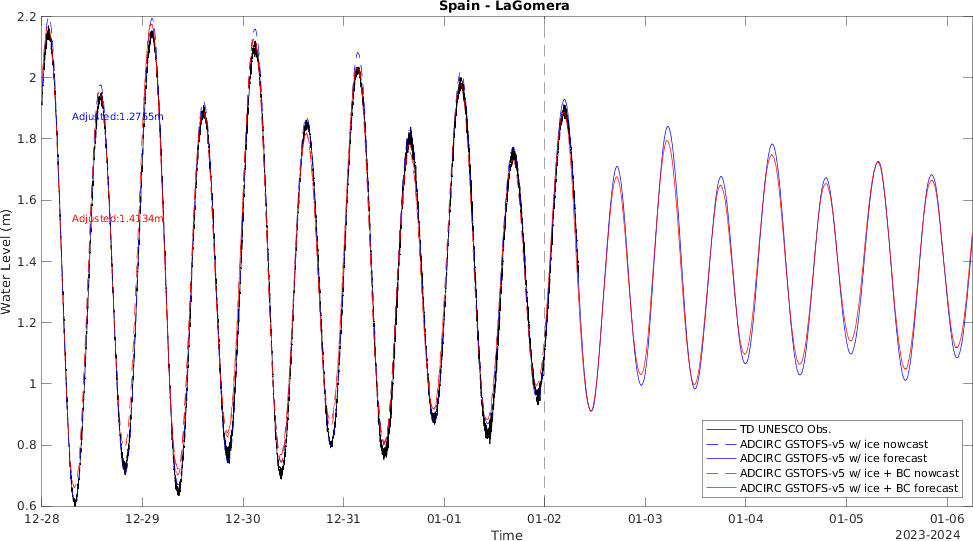 Spain - LaGomera
2.2
2
1.8
1.6
1.4
1.2
1
0.8
0.6
Water Level (m)
Adjusted:1.2755m
Adjusted:1.4134m
TD UNESCO Obs.
ADCIRC GSTOFS-v5 w/ ice nowcast
ADCIRC GSTOFS-v5 w/ ice forecast
ADCIRC GSTOFS-v5 w/ ice + BC nowcast
ADCIRC GSTOFS-v5 w/ ice + BC forecast
12-28 12-29 12-30 12-31 01-01 01-02 01-03 01-04 01-05 01-06
Time
2023-2024